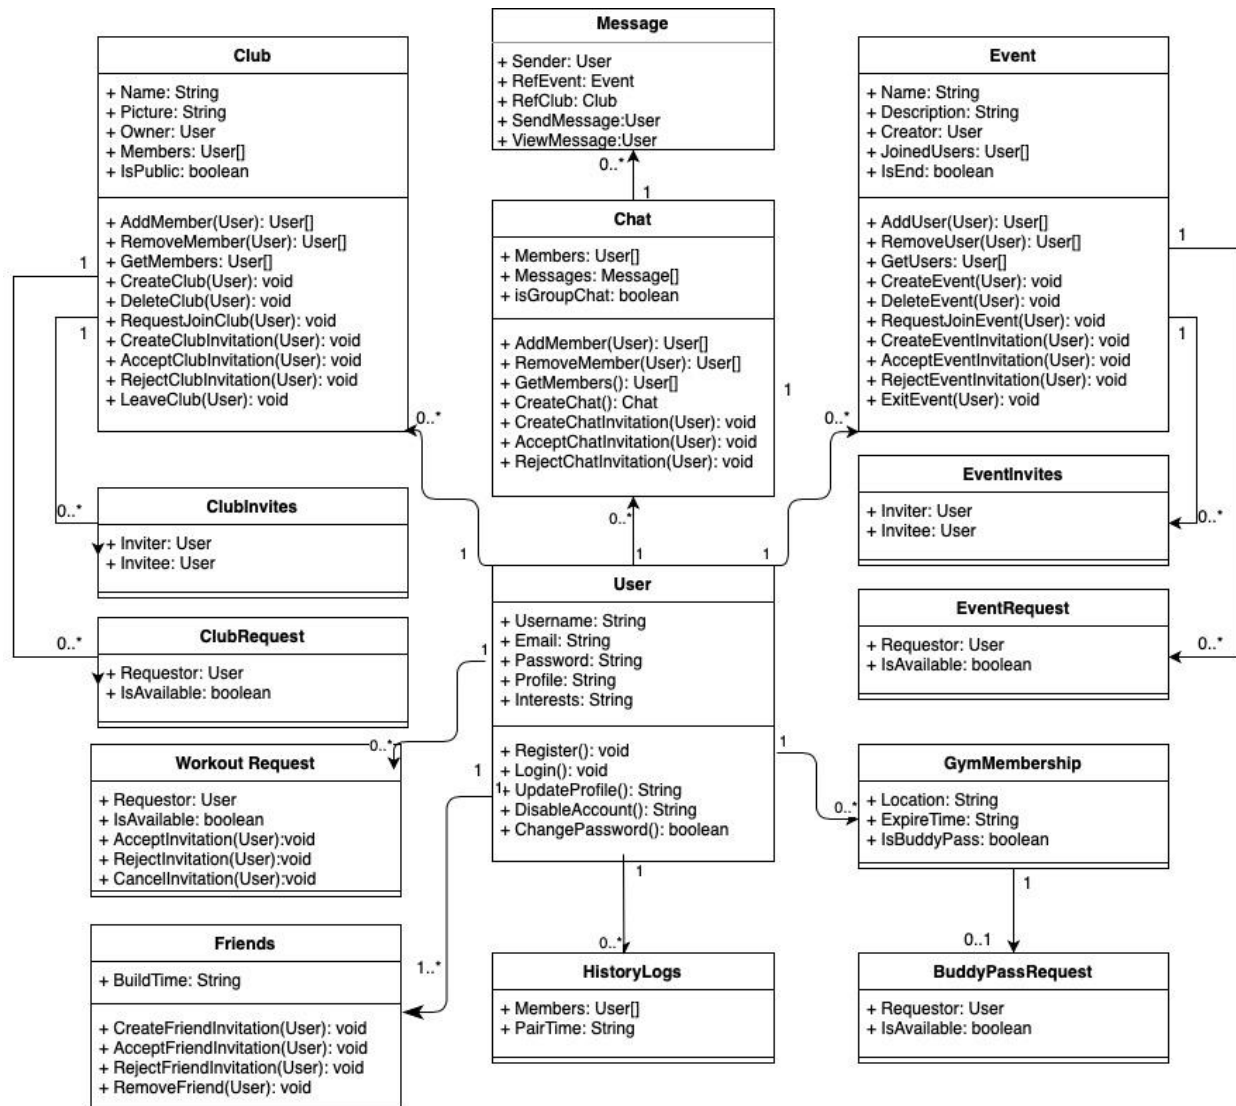 Message
+ Sender: User
+ RefEvent: Event
+ RefClub: Club
+ SendMessage:User
+ ViewMessage:User
0..*
1
Club
+ Name: String
+ Picture: String
+ Owner: User
+ Members: User[]
+ IsPublic: boolean
+ AddMember(User): User[]
+ RemoveMember(User): User[]
+ GetMembers: User[]
+ CreateClub(User): void
+ DeleteClub(User): void
+ RequestJoinClub(User): void
+ CreateClubInvitation(User): void
+ AcceptClubInvitation(User): void
+ RejectClubInvitation(User): void
+ LeaveClub(User): void
1
1
0..*
Chat
+ Members: User[]
+ Messages: Message[]
+ isGroupChat: boolean
+ AddMember(User): User[]
+ RemoveMember(User): User[]
+ GetMembers(): User[]
+ CreateChat(): Chat
+ CreateChatInvitation(User): void
+ AcceptChatInvitation(User): void
+ RejectChatInvitation(User): void
1
0..*
Event
+ Name: String
+ Description: String
+ Creator: User
+ JoinedUsers: User[]
+ IsEnd: boolean
+ AddUser(User): User[]
+ RemoveUser(User): User[]
+ GetUsers: User[]
+ CreateEvent(User): void
+ DeleteEvent(User): void
+ RequestJoinEvent(User): void
+ CreateEventInvitation(User): void
+ AcceptEventInvitation(User): void
+ RejectEventInvitation(User): void
+ ExitEvent(User): void
1
1
0..*
ClubInvites
+ Inviter: User
+ Invitee: User
0..*
EventInvites
+ Inviter: User
+ Invitee: User
0..*
1
1
1
ClubRequest
+ Requestor: User
+ IsAvailable: boolean
0..*
User
+ Username: String
+ Email: String
+ Password: String
+ Profile: String
+ Interests: String
+ Register(): void
+ Login(): void
+ UpdateProfile(): String
+ DisableAccount(): String
+ ChangePassword(): boolean
1
1
1
1
1
EventRequest
+ Requestor: User
+ IsAvailable: boolean
0..*
Workout Request
+ Requestor: User
+ IsAvailable: boolean
+ AcceptInvitation(User):void
+ RejectInvitation(User):void
+ CancelInvitation(User):void
0..*
GymMembership
+ Location: String
+ ExpireTime: String
+ IsBuddyPass: boolean
0..*
1
0..1
Friends
+ BuildTime: String
+ CreateFriendInvitation(User): void
+ AcceptFriendInvitation(User): void
+ RejectFriendInvitation(User): void
+ RemoveFriend(User): void
1..*
HistoryLogs
+ Members: User[]
+ PairTime: String
0..*
BuddyPassRequest
+ Requestor: User
+ IsAvailable: boolean